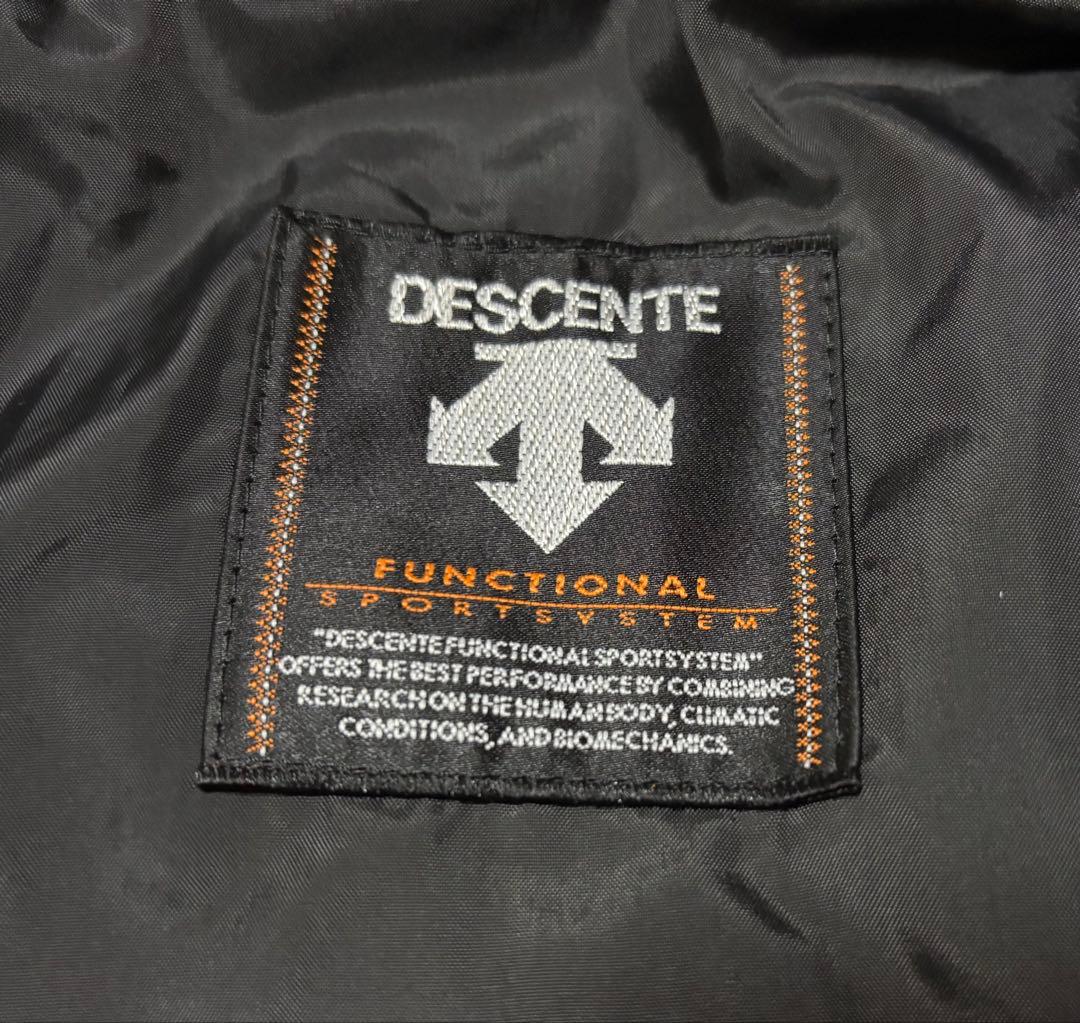 DESCENTE
FUNCTIONAL
SPORTSYSTEM
"DESCENTE FUNCTIONAL SPORTSYSTEM"
OFFERS THE BEST PERFORMANCE BY COMBINING
RESEARCH ON THE HUMAN BODY, CLIMATIC
CONDITIONS, AND BIOMECHANICS.